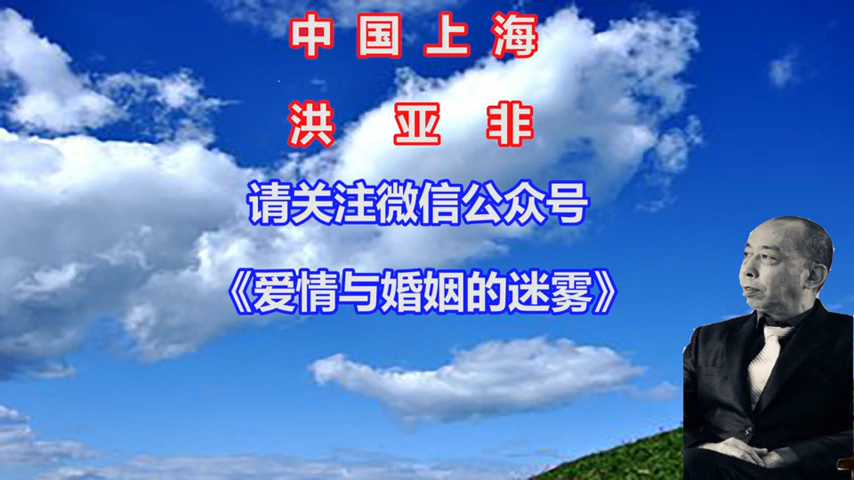 中国上海
洪亚非
请关注微信公众号
《爱情与婚姻的迷雾》